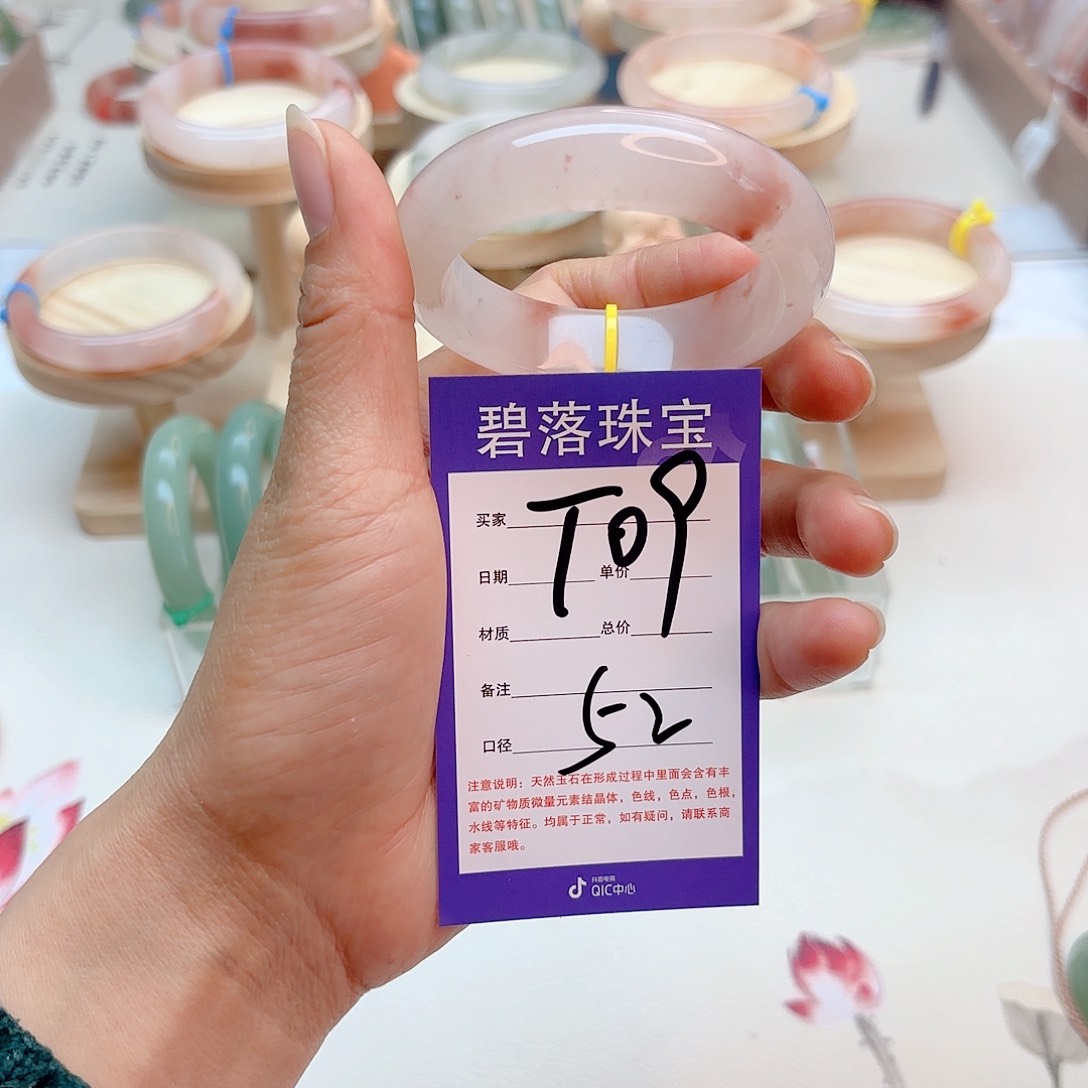 碧落珠宝
买家
T09
日期 单价
材质 总价
备注
52
口径
注意说明：天然玉石在形成过程中里面会含有丰
富的矿物质微量元素结晶体，色线，色点，色根，
水线等特征。均属于正常，如有疑问，请联系商
家客服哦。
抖音电商
QIC中心